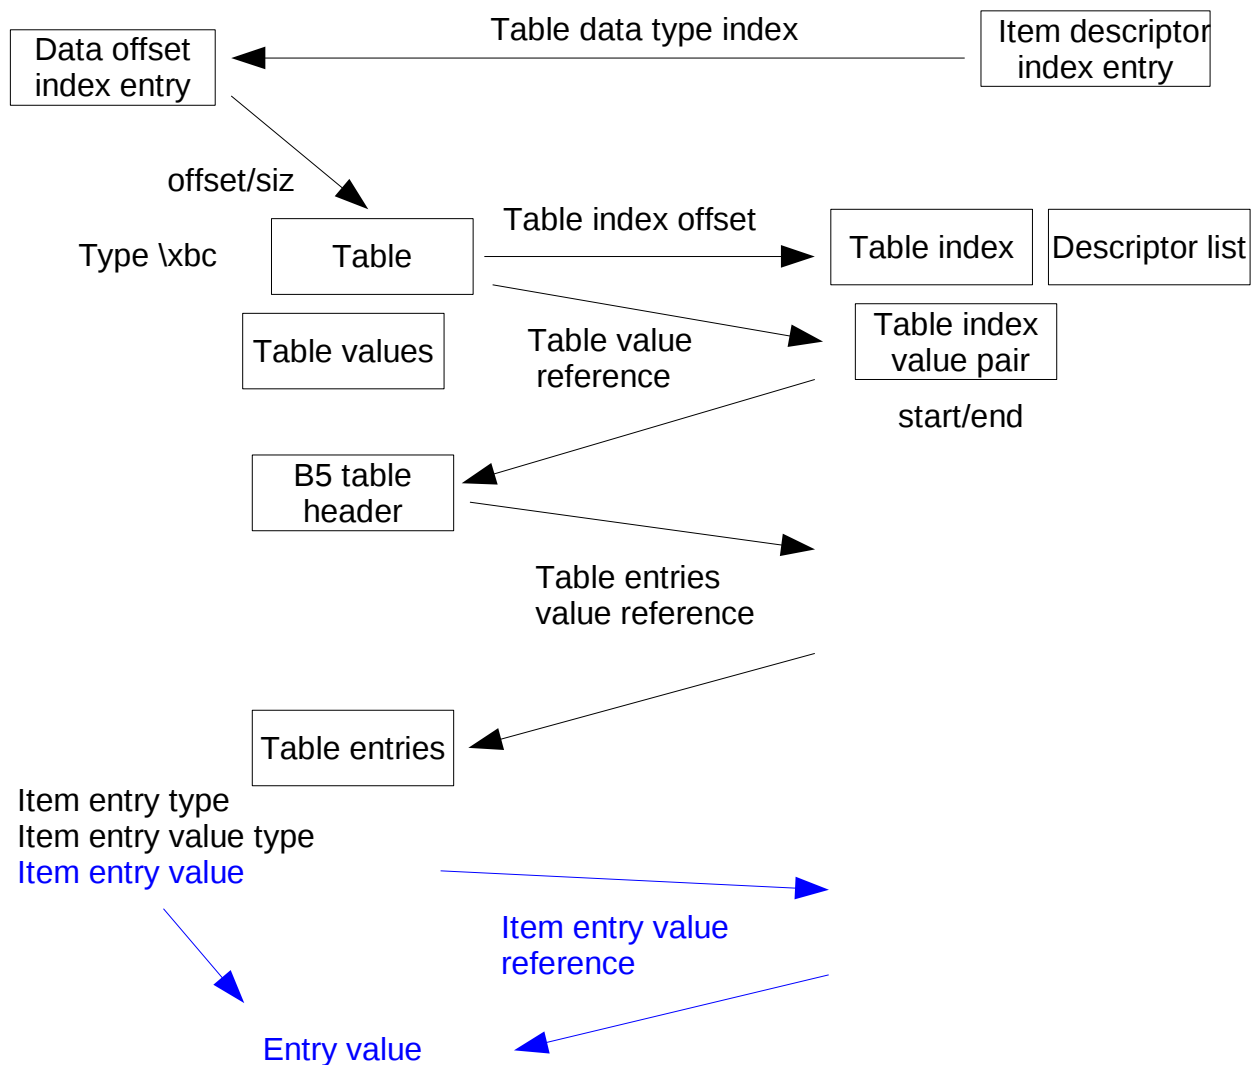 Table data type index
Data offset
index entry
Item descriptor
index entry
offset/siz
Type \xbc
Table
Table index offset
Table index
Descriptor list
Table values
Table value
reference
Table index
value pair
start/end
B5 table
header
Table entries
value reference
Table entries
Item entry type
Item entry value type
Item entry value
Item entry value
reference
Entry value